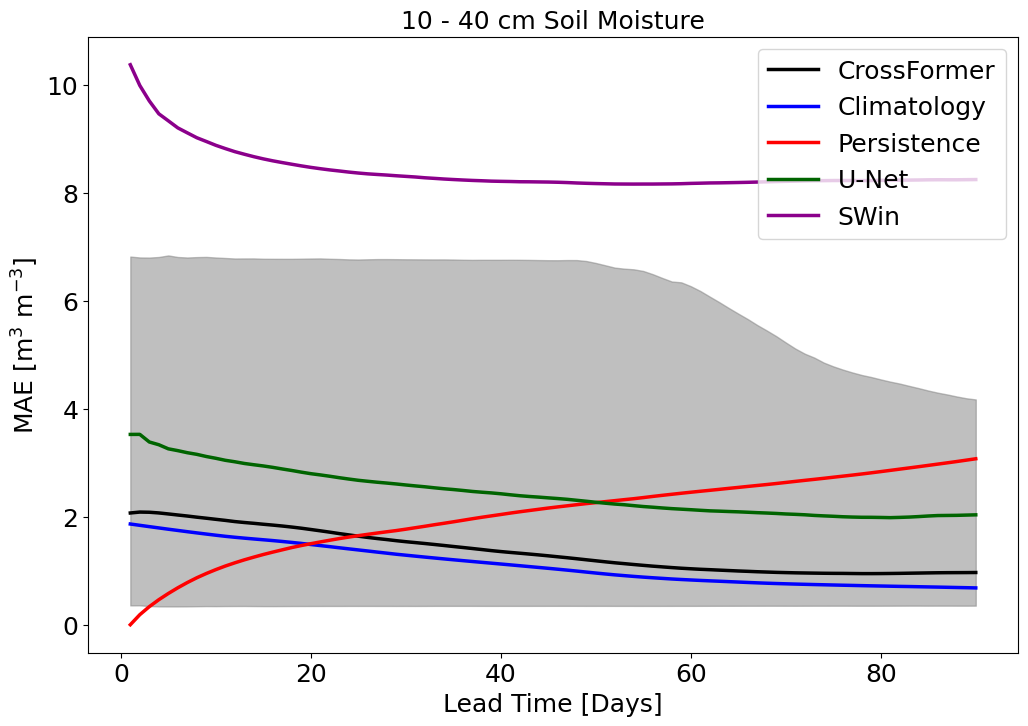 10 - 40 cm Soil Moisture
CrossFormer
Climatology
Persistence
U-Net
SWin
MAE [m³ m⁻³]
10
8
6
4
2
0
0 20 40 60 80
Lead Time [Days]